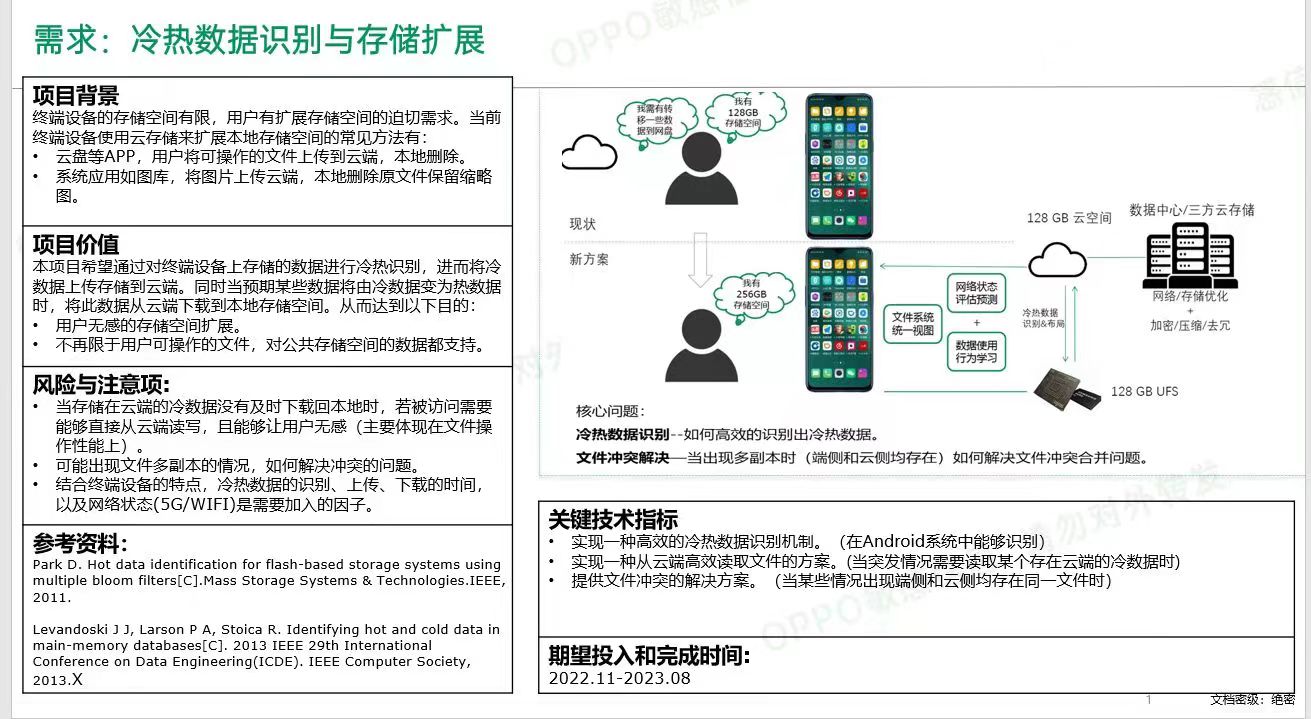 需求：冷热数据识别与存储扩展
项目背景
终端设备的存储空间有限，用户有扩展存储空间的迫切需求。当前
终端设备使用云存储来扩展本地存储空间的常见方法有：
• 云盘等APP，用户将可操作的文件上传到云端，本地删除。
• 系统应用如图库，将图片上传云端，本地删除原文件保留缩略
图。
项目价值
本项目希望通过对终端设备上存储的数据进行冷热识别，进而将冷
数据上传存储到云端。同时当预期某些数据将由冷数据变为热数据
时，将此数据从云端下载到本地存储空间。从而达到以下目的：
• 用户无感的存储空间扩展。
• 不再限于用户可操作的文件，对公共存储空间的数据都支持。
风险与注意项:
• 当存储在云端的冷数据没有及时下载回本地时，若被访问需要
能够直接从云端读写，且能够让用户无感（主要体现在文件操
作性能上）。
• 可能出现文件多副本的情况，如何解决冲突的问题。
• 结合终端设备的特点，冷热数据的识别、上传、下载的时间，
以及网络状态(5G/WIFI)是需要加入的因子。
参考资料：
Park D. Hot data identification for flash-based storage systems using
multiple bloom filters[C].Mass Storage Systems & Technologies.IEEE,
2011.
Levandoski J J, Larson P A, Stoica R. Identifying hot and cold data in
main-memory databases[C]. 2013 IEEE 29th International
Conference on Data Engineering(ICDE). IEEE Computer Society,
2013.X
我需有转
移一些数
据到网盘
我有
128GB
存储空间
现状
新方案
我有
256GB
存储空间
文件系统
统一视图
网络状态
评估预测
+
数据使用
行为学习
128 GB 云空间
数据中心/三方云存储
网络/存储优化
+
加密/压缩/去冗
冷热数据
识别&布局
128 GB UFS
核心问题：
冷热数据识别--如何高效的识别出冷热数据。
文件冲突解决—当出现多副本时（端侧和云侧均存在）如何解决文件冲突合并问题。
关键技术指标
• 实现一种高效的冷热数据识别机制。（在Android系统中能够识别）
• 实现一种从云端高效读取文件的方案。(当突发情况需要读取某个存在云端的冷数据时)
• 提供文件冲突的解决方案。（当某些情况出现端侧和云侧均存在同一文件时）
期望投入和完成时间:
2022.11-2023.08
1
文档密级：绝密